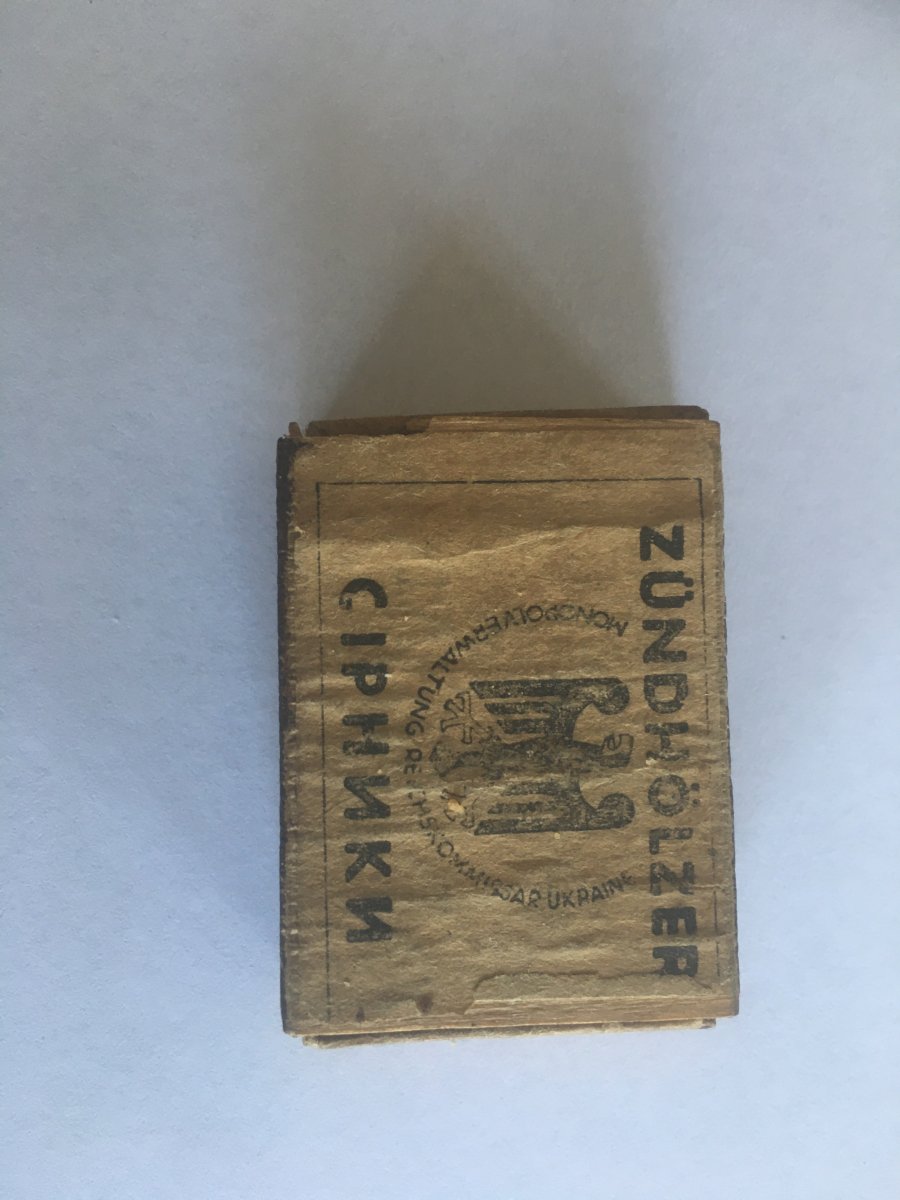 ZÜNDHÖLZER
MONOPOLVERWALTUNG REICHSKOMMISSAR UKRAINE
СІРНИКИ